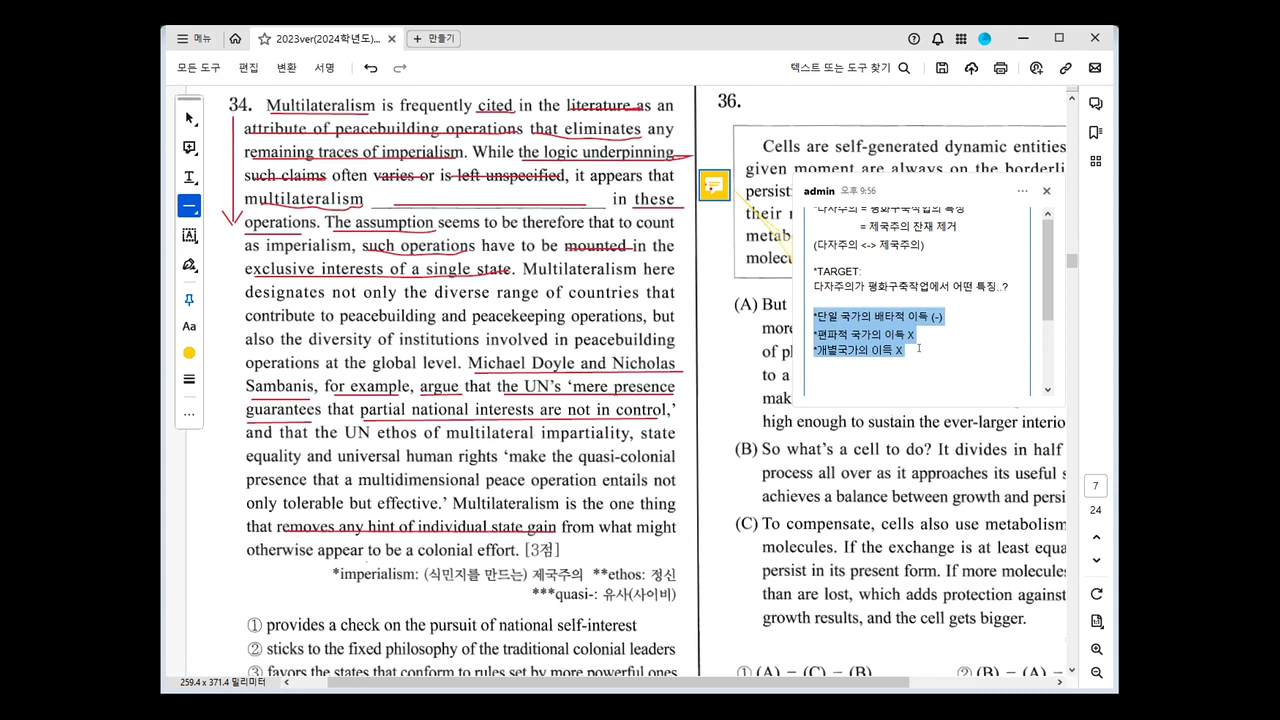 메뉴
2023ver(2024학년도)...
만들기
모든 도구
편집
변환
서명
텍스트 또는 도구 찾기
34. Multilateralism is frequently cited in the literature as an
attribute of peacebuilding operations that eliminates any
remaining traces of imperialism. While the logic underpinning
such claims often varies or is left unspecified, it appears that
multilateralism ____________________ in these
operations. The assumption seems to be therefore that to count
as imperialism, such operations have to be mounted in the
exclusive interests of a single state. Multilateralism here
designates not only the diverse range of countries that
contribute to peacebuilding and peacekeeping operations, but
also the diversity of institutions involved in peacebuilding
operations at the global level. Michael Doyle and Nicholas
Sambanis, for example, argue that the UN's 'mere presence
guarantees that partial national interests are not in control,'
and that the UN ethos of multilateral impartiality, state
equality and universal human rights 'make the quasi-colonial
presence that a multidimensional peace operation entails not
only tolerable but effective.' Multilateralism is the one thing
that removes any hint of individual state gain from what might
otherwise appear to be a colonial effort. [3점]
*imperialism: (식민지를 만드는) 제국주의 **ethos: 정신
***quasi-: 유사(사이비)
① provides a check on the pursuit of national self-interest
② sticks to the fixed philosophy of the traditional colonial leaders
③ favors the states that conform to rules set by more powerful ones
36.
Cells are self-generated dynamic entities
given moment are always on the borderli
persist
their
metab
molecu
admin 오후 9:56
*다자주의 = 평화구축작업의 특징
= 제국주의 잔재 제거
(다자주의 <-> 제국주의)
*TARGET:
다자주의가 평화구축작업에서 어떤 특징..?
*단일 국가의 배타적 이득 (-)
*편파적 국가의 이득 X
*개별국가의 이득 X
(A) But
more
of pl
to a
mak
high enough to sustain the ever-larger interio
(B) So what's a cell to do? It divides in half
process all over as it approaches its useful s
achieves a balance between growth and persi
(C) To compensate, cells also use metabolism
molecules. If the exchange is at least equa
persist in its present form. If more molecules
than are lost, which adds protection against
growth results, and the cell gets bigger.
① (A) − (C) − (B)
② (B) − (A) −
Aa
7
24
259.4 x 371.4 밀리미터